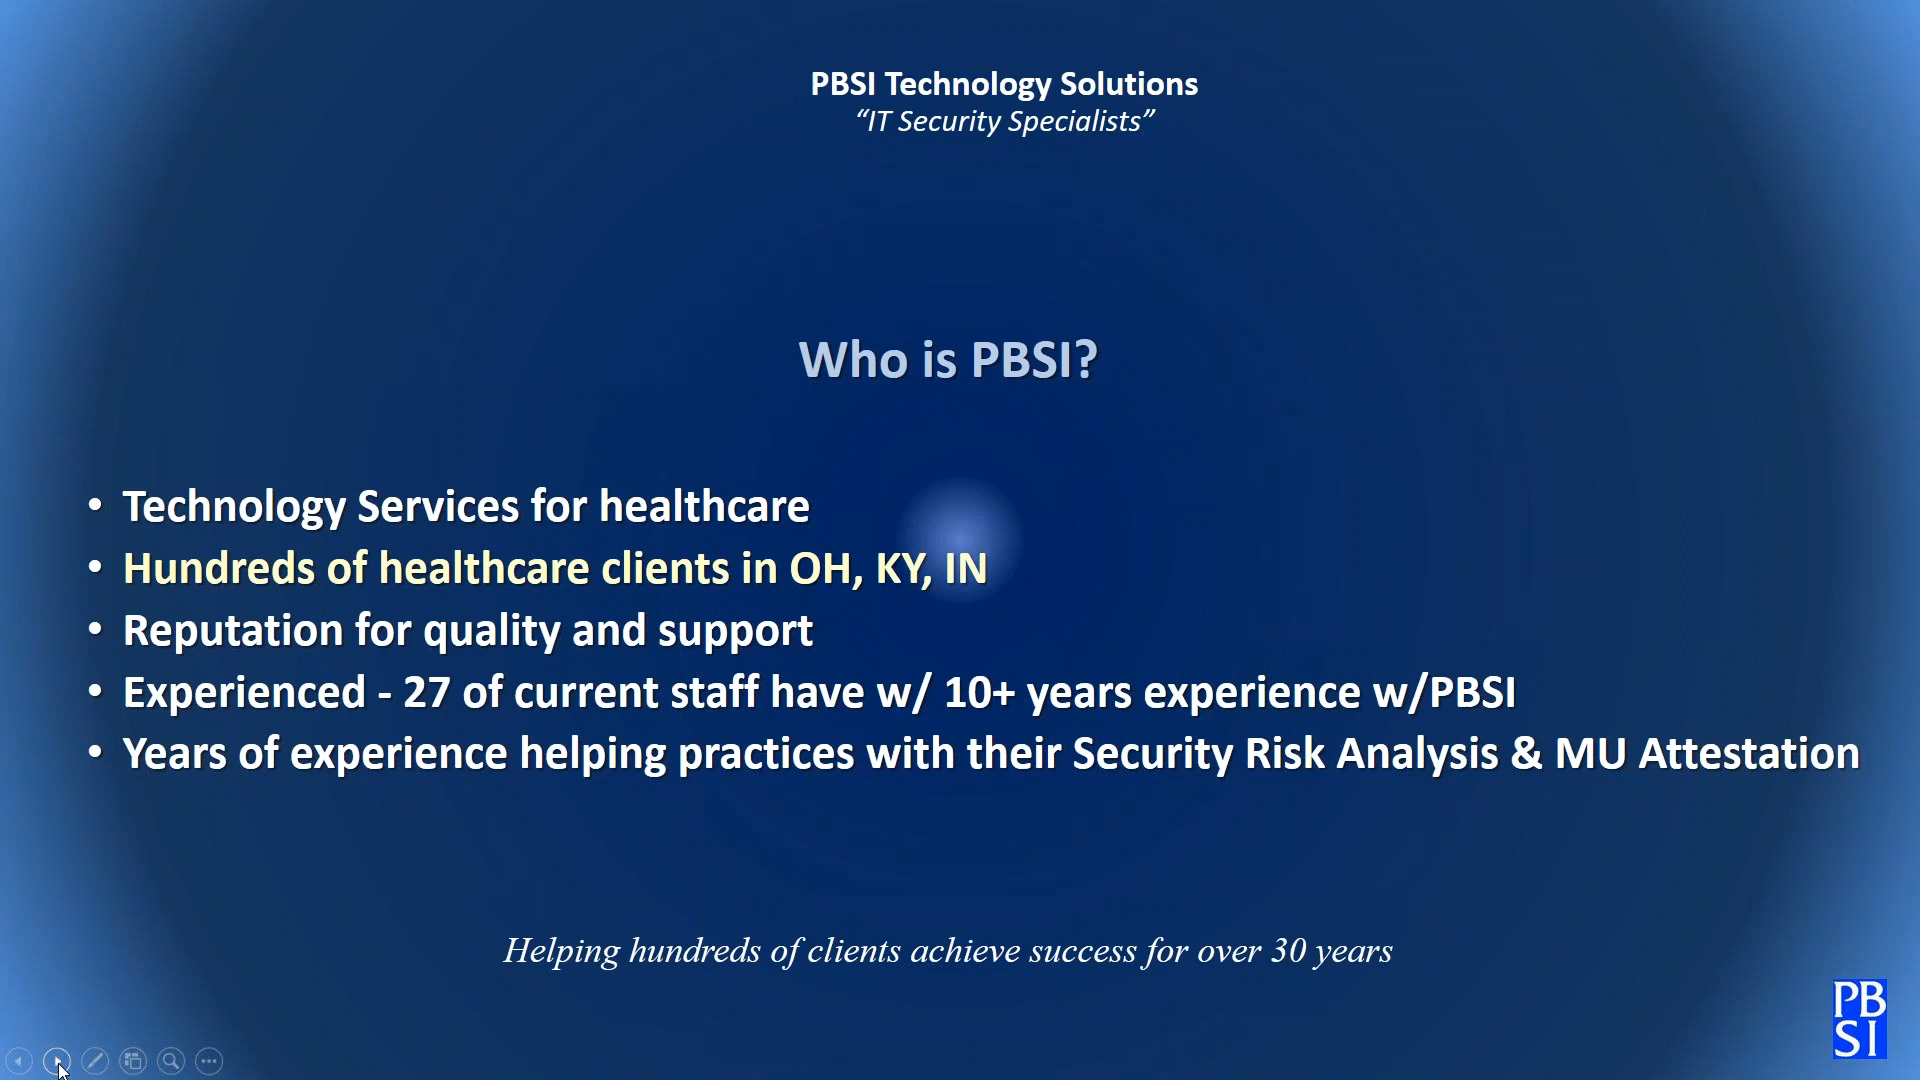 PBSI Technology Solutions
“IT Security Specialists”
Who is PBSI?
• Technology Services for healthcare
• Hundreds of healthcare clients in OH, KY, IN
• Reputation for quality and support
• Experienced - 27 of current staff have w/ 10+ years experience w/PBSI
• Years of experience helping practices with their Security Risk Analysis & MU Attestation
Helping hundreds of clients achieve success for over 30 years
PB
SI